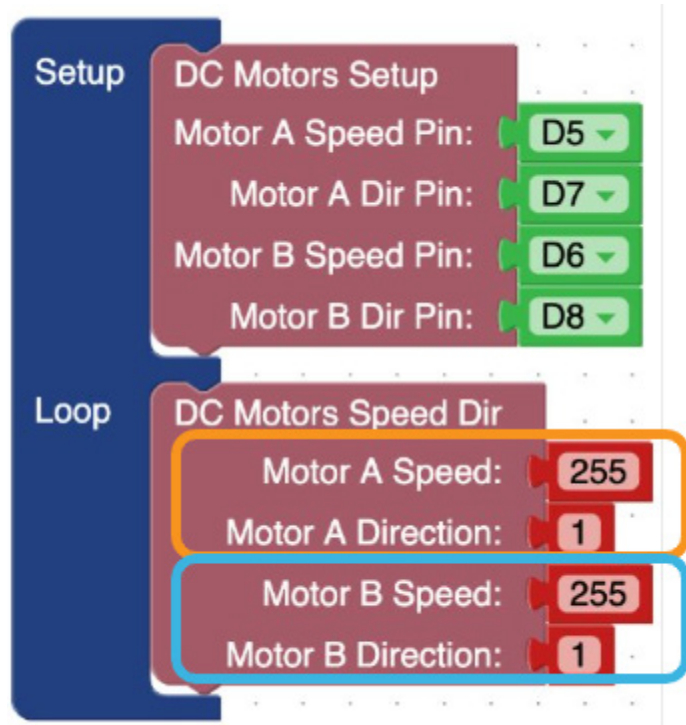 Setup
DC Motors Setup
Motor A Speed Pin: D5
Motor A Dir Pin: D7
Motor B Speed Pin: D6
Motor B Dir Pin: D8
Loop
DC Motors Speed Dir
Motor A Speed: 255
Motor A Direction: 1
Motor B Speed: 255
Motor B Direction: 1